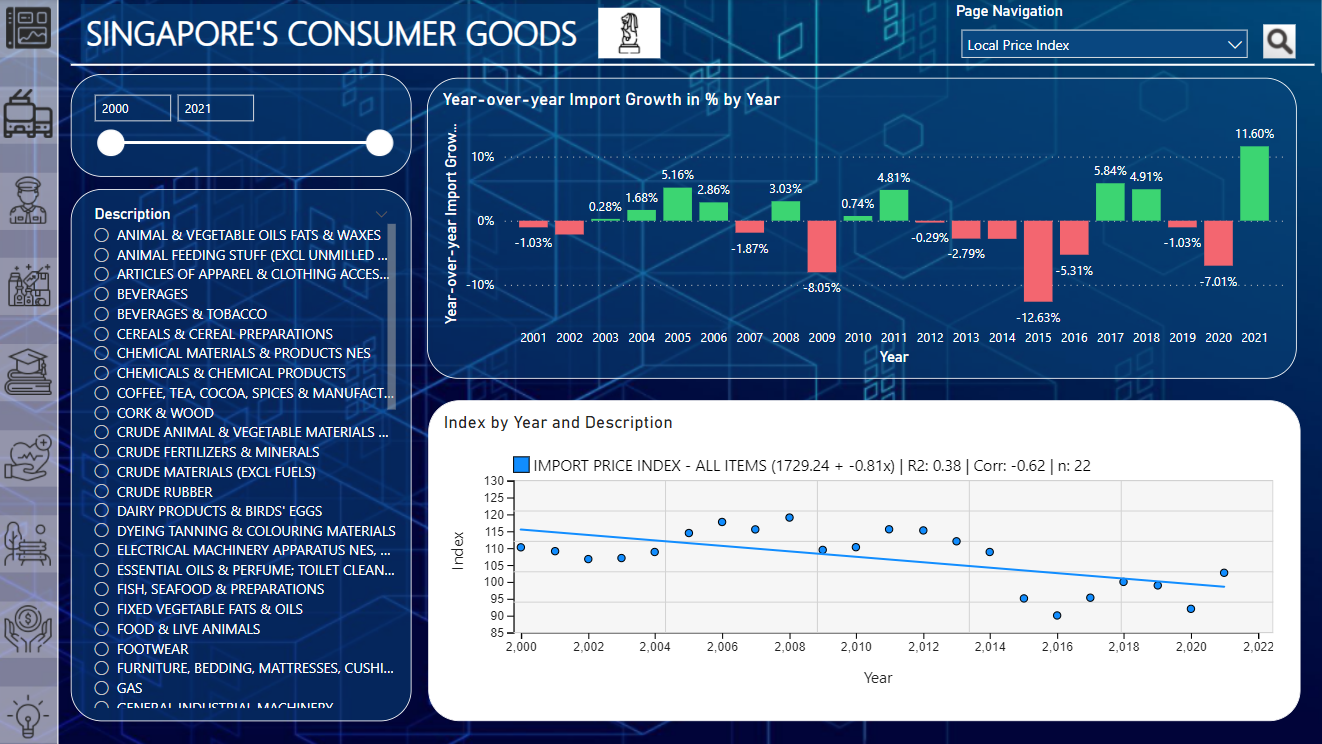 SINGAPORE'S CONSUMER GOODS
Page Navigation
Local Price Index
2000
2021
Description
ANIMAL & VEGETABLE OILS FATS & WAXES
ANIMAL FEEDING STUFF (EXCL UNMILLED ...
ARTICLES OF APPAREL & CLOTHING ACCES...
BEVERAGES
BEVERAGES & TOBACCO
CEREALS & CEREAL PREPARATIONS
CHEMICAL MATERIALS & PRODUCTS NES
CHEMICALS & CHEMICAL PRODUCTS
COFFEE, TEA, COCOA, SPICES & MANUFACT...
CORK & WOOD
CRUDE ANIMAL & VEGETABLE MATERIALS ...
CRUDE FERTILIZERS & MINERALS
CRUDE MATERIALS (EXCL FUELS)
CRUDE RUBBER
DAIRY PRODUCTS & BIRDS' EGGS
DYEING TANNING & COLOURING MATERIALS
ELECTRICAL MACHINERY APPARATUS NES, ...
ESSENTIAL OILS & PERFUME; TOILET CLEAN...
FISH, SEAFOOD & PREPARATIONS
FIXED VEGETABLE FATS & OILS
FOOD & LIVE ANIMALS
FOOTWEAR
FURNITURE, BEDDING, MATTRESSES, CUSHI...
GAS
GENERAL INDUSTRIAL MACHINERY
Year-over-year Import Growth in % by Year
Year-over-year Import Grow...
10%
0%
-10%
-1.03%
0.28%
1.68%
5.16%
2.86%
-1.87%
3.03%
-8.05%
0.74%
4.81%
-0.29%
-2.79%
-12.63%
-5.31%
5.84%
4.91%
-1.03%
-7.01%
11.60%
2001 2002 2003 2004 2005 2006 2007 2008 2009 2010 2011 2012 2013 2014 2015 2016 2017 2018 2019 2020 2021
Year
Index by Year and Description
IMPORT PRICE INDEX - ALL ITEMS (1729.24 + -0.81x) | R2: 0.38 | Corr: -0.62 | n: 22
Index
130
125
120
115
110
105
100
95
90
85
2,000 2,002 2,004 2,006 2,008 2,010 2,012 2,014 2,016 2,018 2,020 2,022
Year